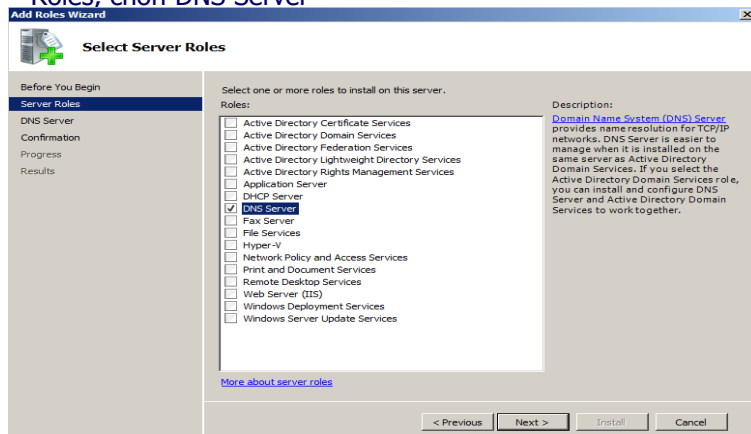 Roles, chọn DNS Server
Add Roles Wizard
Select Server Roles
Before You Begin
Server Roles
DNS Server
Confirmation
Progress
Results
Select one or more roles to install on this server.
Roles:
Active Directory Certificate Services
Active Directory Domain Services
Active Directory Federation Services
Active Directory Lightweight Directory Services
Active Directory Rights Management Services
Application Server
DHCP Server
DNS Server
Fax Server
File Services
Hyper-V
Network Policy and Access Services
Print and Document Services
Remote Desktop Services
Web Server (IIS)
Windows Deployment Services
Windows Server Update Services
More about server roles
Description:
Domain Name System (DNS) Server
provides name resolution for TCP/IP
networks. DNS Server is easier to
manage when it is installed on the
same server as Active Directory
Domain Services. If you select the
Active Directory Domain Services role,
you can install and configure DNS
Server and Active Directory Domain
Services to work together.
< Previous
Next >
Install
Cancel